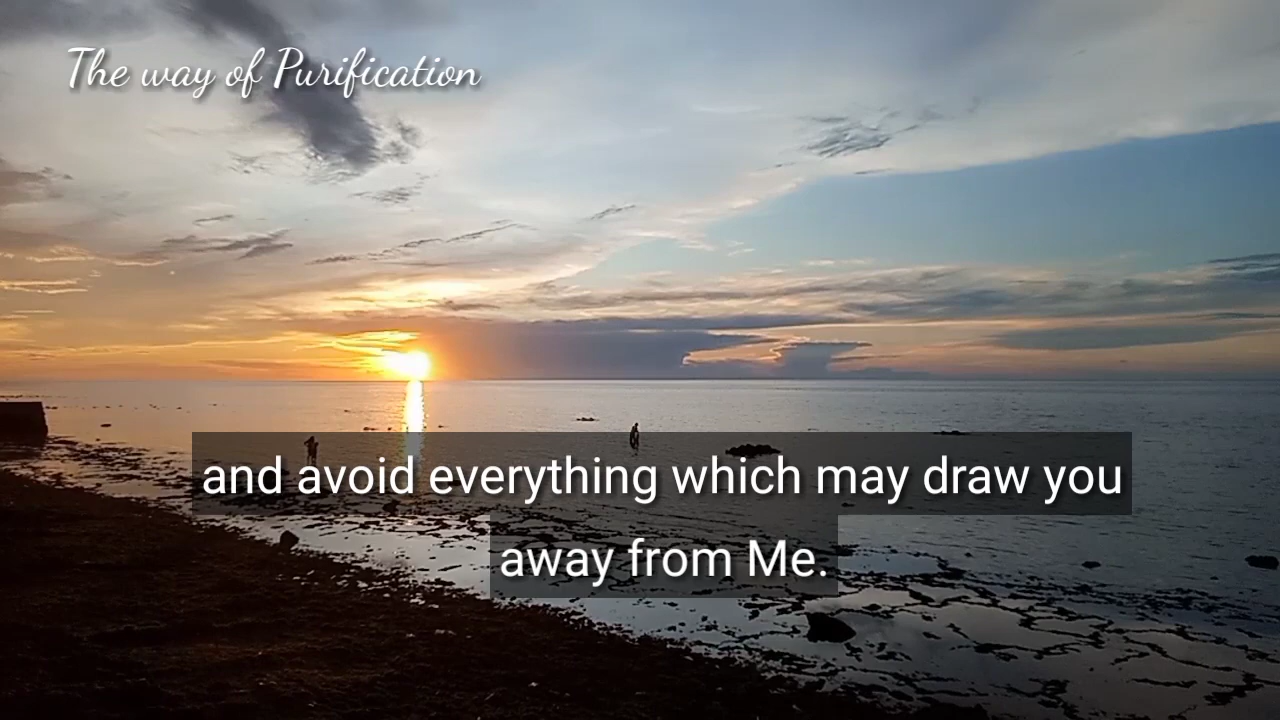 The way of Purification
and avoid everything which may draw you
away from Me.